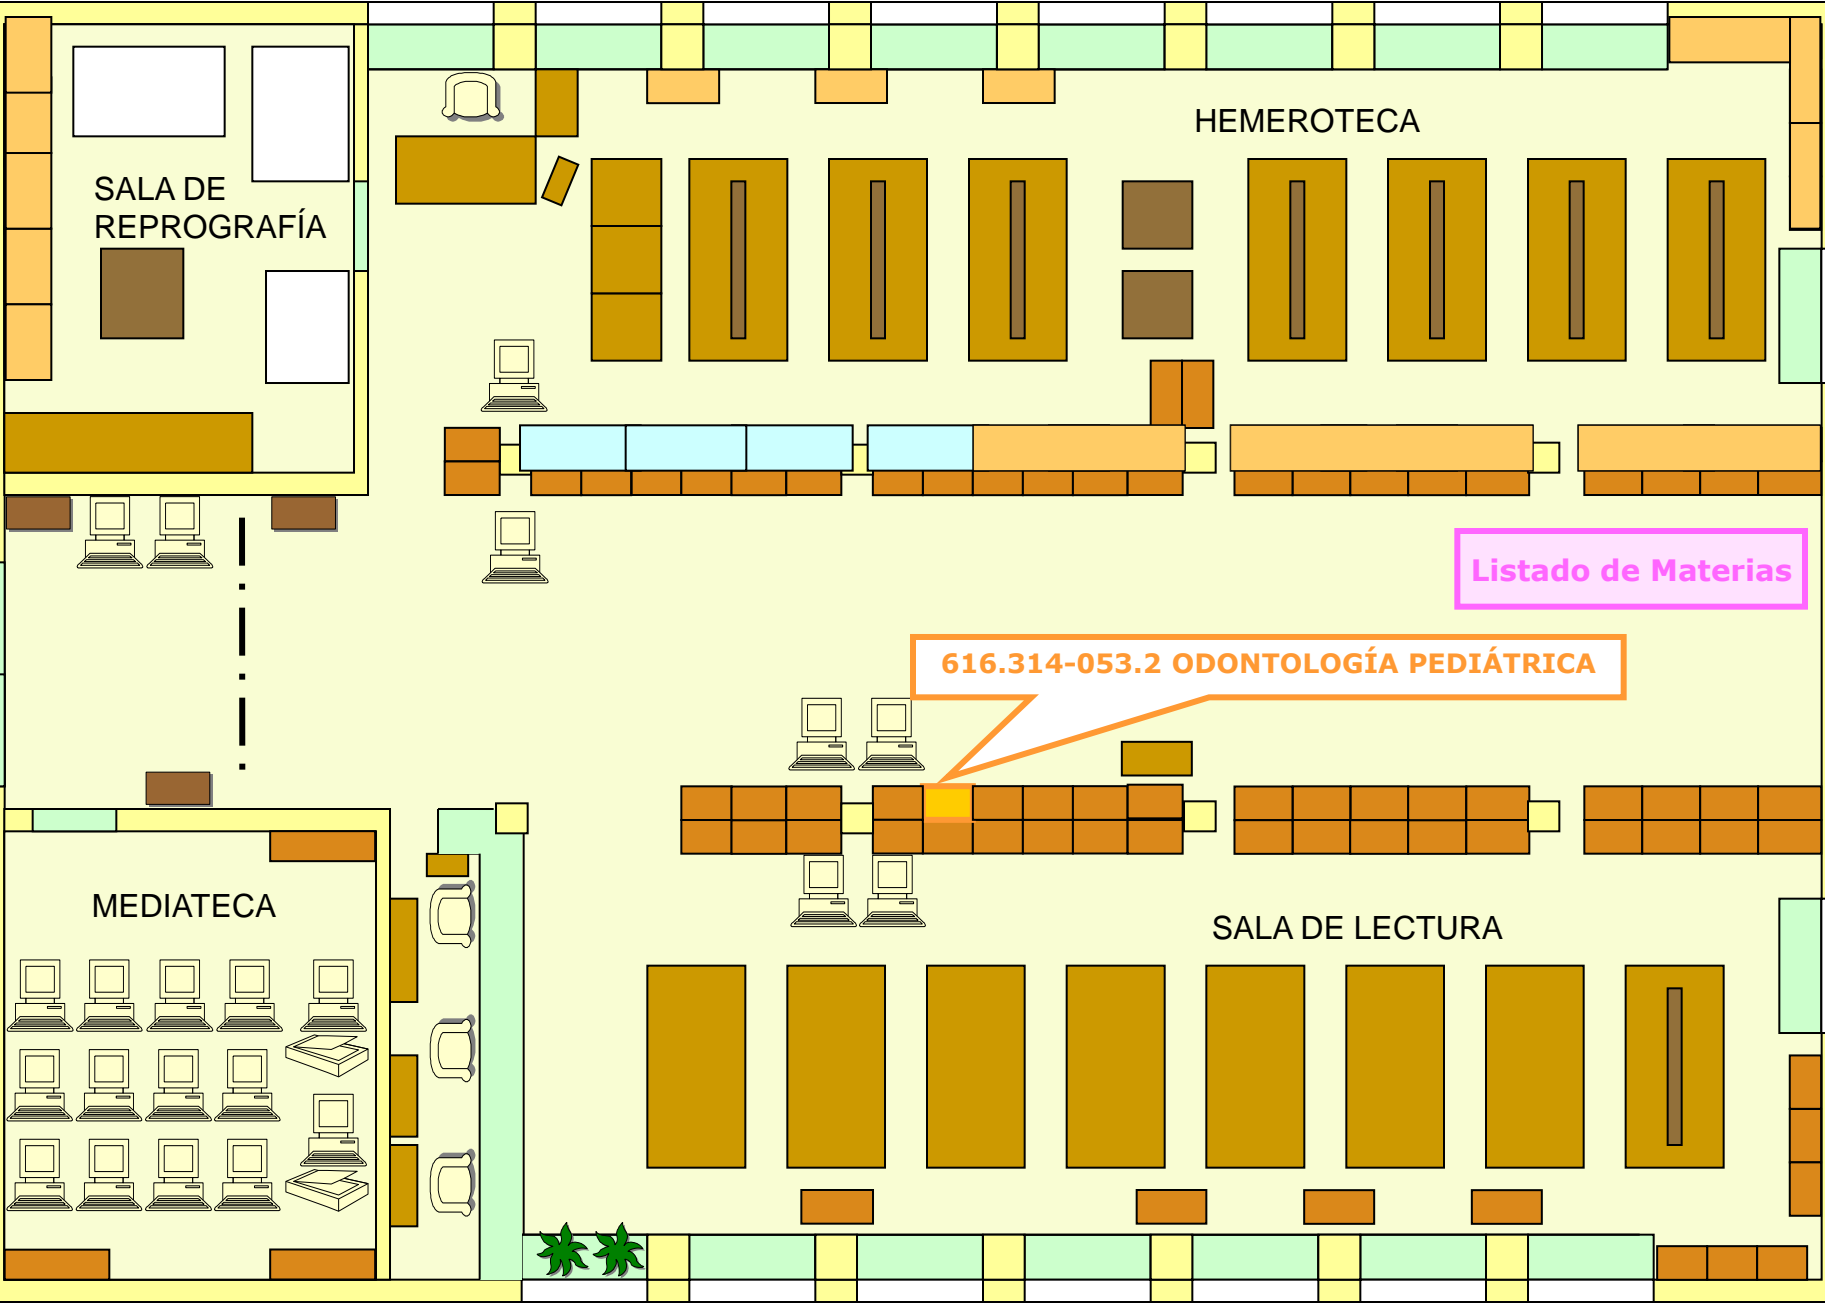 HEMEROTECA
SALA DE
REPROGRAFÍA
Listado de Materias
616.314-053.2 ODONTOLOGÍA PEDIÁTRICA
MEDIATECA
SALA DE LECTURA